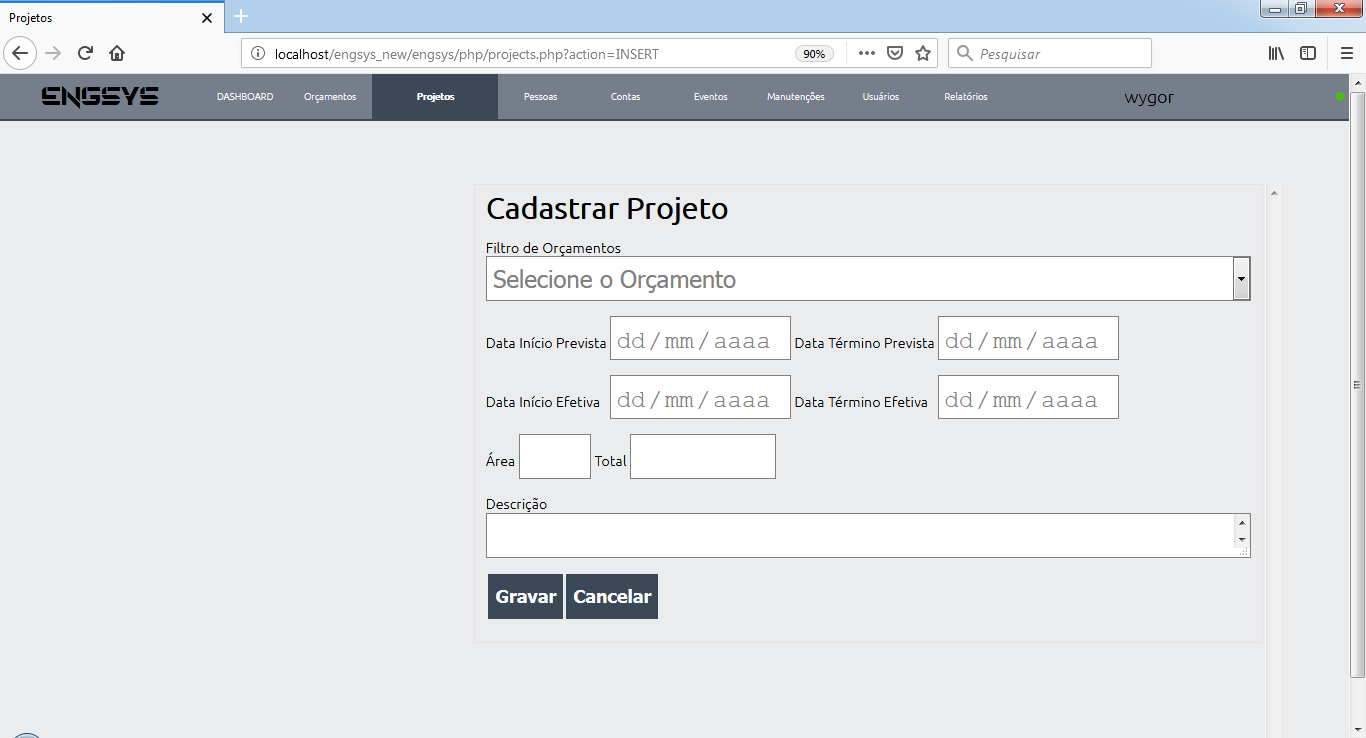 Projetos
localhost/engsys_new/engsys/php/projects.php?action=INSERT 90% Pesquisar
ENGSYS DASHBOARD Orçamentos Projetos Pessoas Contas Eventos Manutenções Usuários Relatórios wygor
Cadastrar Projeto
Filtro de Orçamentos
Selecione o Orçamento
Data Início Prevista dd/mm/aaaa Data Término Prevista dd/mm/aaaa
Data Início Efetiva dd/mm/aaaa Data Término Efetiva dd/mm/aaaa
Área Total
Descrição
Gravar Cancelar